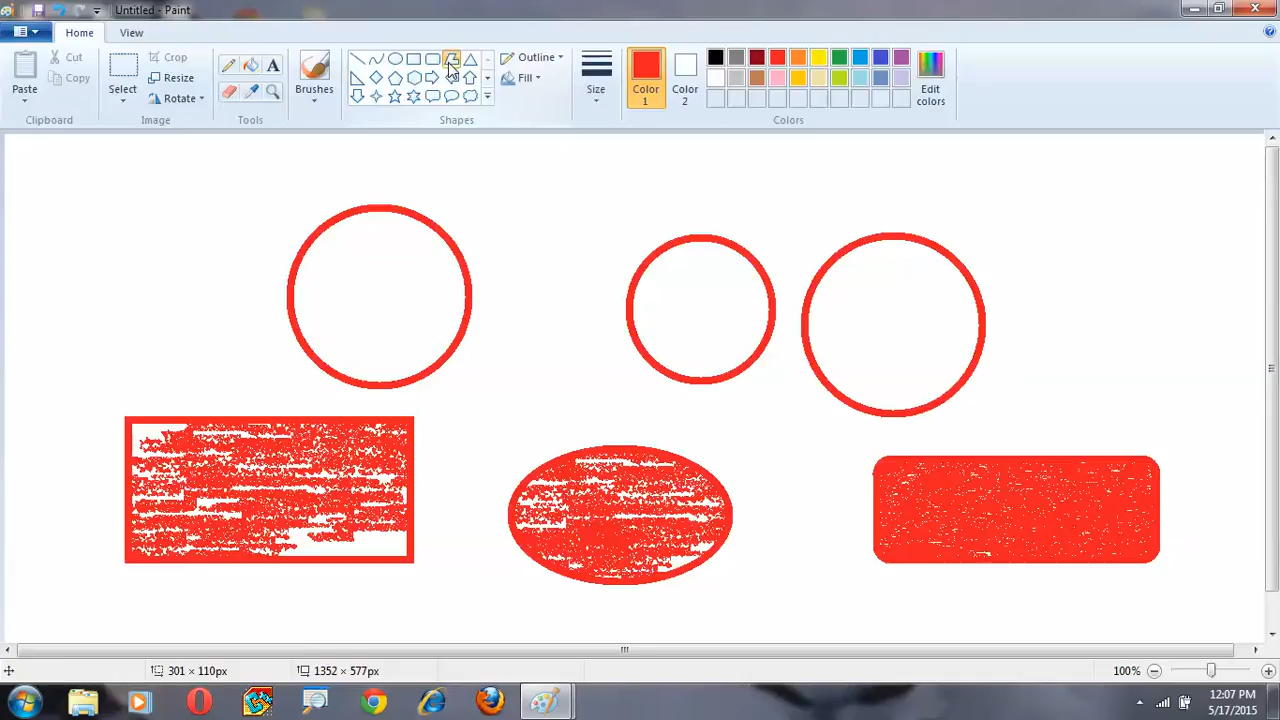 Untitled - Paint
Home View
Paste
Clipboard
Cut
Copy
Select
Crop
Resize
Rotate
Image
A
Tools
Brushes
Shapes
Outline
Fill
Size
Color 1
Color 2
Edit colors
Colors
301 × 110px
1352 × 577px
100%
12:07 PM
5/17/2015